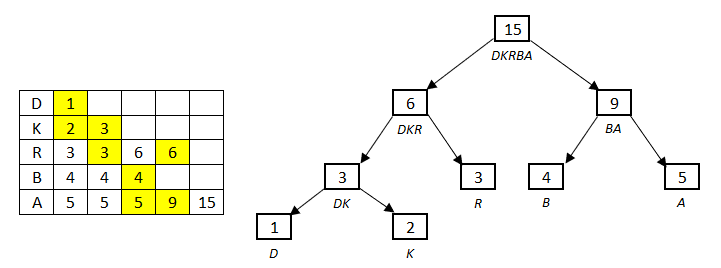 D 1
K 2 3
R 3 3 6 6
B 4 4 4
A 5 5 5 9 15
15
DKRBA
6 9
DKR BA
3 3 4 5
DK R B A
1 2
D K